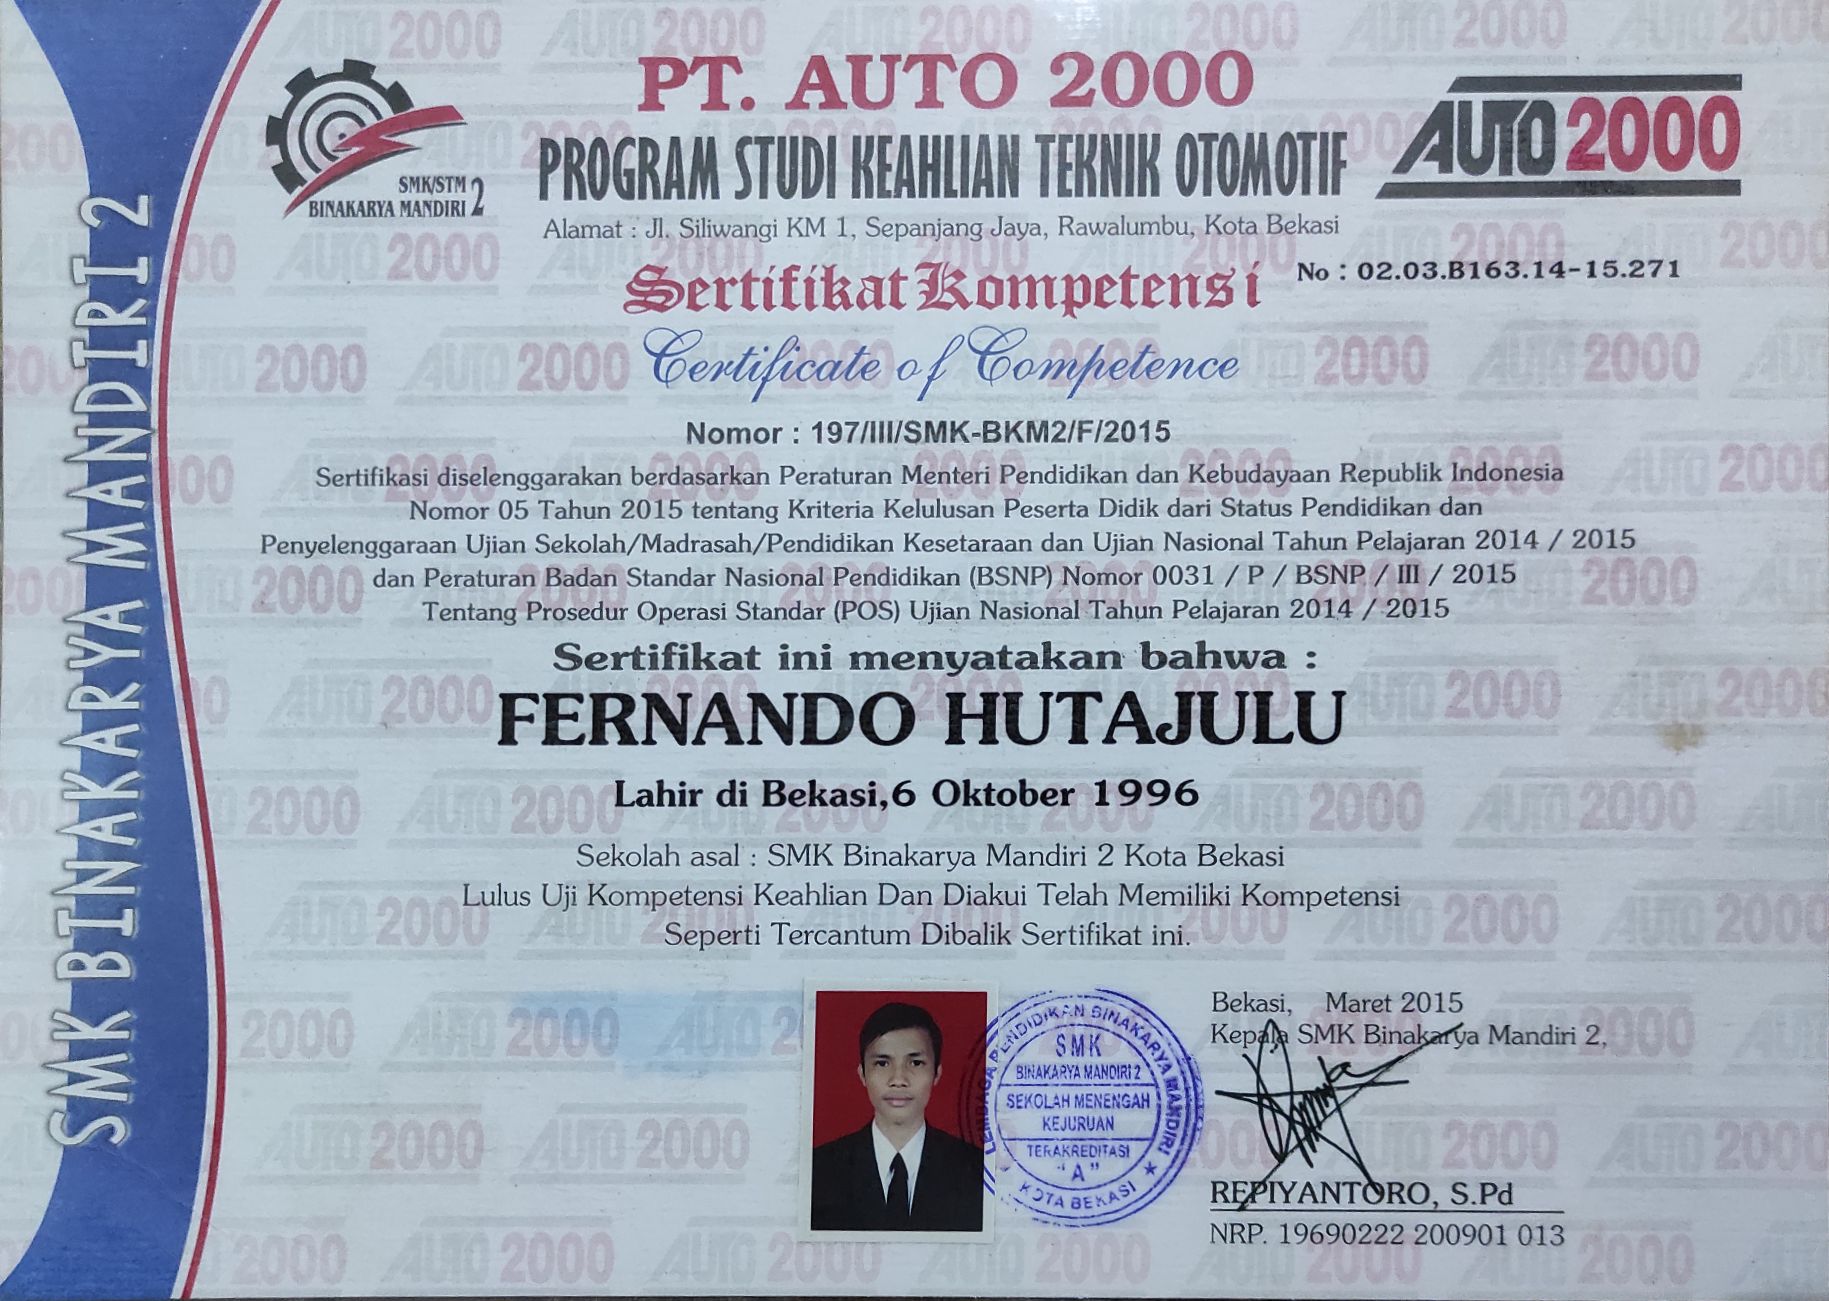 SMK BINAKARYA MANDIRI 2
SMK/STM
BINAKARYA MANDIRI 2
PT. AUTO 2000
PROGRAM STUDI KEAHLIAN TEKNIK OTOMOTIF
Alamat : Jl. Siliwangi KM 1, Sepanjang Jaya, Rawalumbu, Kota Bekasi
AUTO 2000
Sertifikat Kompetensi
No : 02.03.B163.14-15.271
Certificate of Competence
Nomor : 197/III/SMK-BKM2/F/2015
Sertifikasi diselenggarakan berdasarkan Peraturan Menteri Pendidikan dan Kebudayaan Republik Indonesia
Nomor 05 Tahun 2015 tentang Kriteria Kelulusan Peserta Didik dari Status Pendidikan dan
Penyelenggaraan Ujian Sekolah/Madrasah/Pendidikan Kesetaraan dan Ujian Nasional Tahun Pelajaran 2014 / 2015
dan Peraturan Badan Standar Nasional Pendidikan (BSNP) Nomor 0031 / P / BSNP / III / 2015
Tentang Prosedur Operasi Standar (POS) Ujian Nasional Tahun Pelajaran 2014 / 2015
Sertifikat ini menyatakan bahwa :
FERNANDO HUTAJULU
Lahir di Bekasi,6 Oktober 1996
Sekolah asal : SMK Binakarya Mandiri 2 Kota Bekasi
Lulus Uji Kompetensi Keahlian Dan Diakui Telah Memiliki Kompetensi
Seperti Tercantum Dibalik Sertifikat ini.
LEMBAGA PENDIDIKAN BINAKARYA MANDIRI
SMK
BINAKARYA MANDIRI 2
SEKOLAH MENENGAH
KEJURUAN
TERAKREDITASI
"A"
KOTA BEKASI
Bekasi, Maret 2015
Kepala SMK Binakarya Mandiri 2,
REPIYANTORO, S.Pd
NRP. 19690222 200901 013